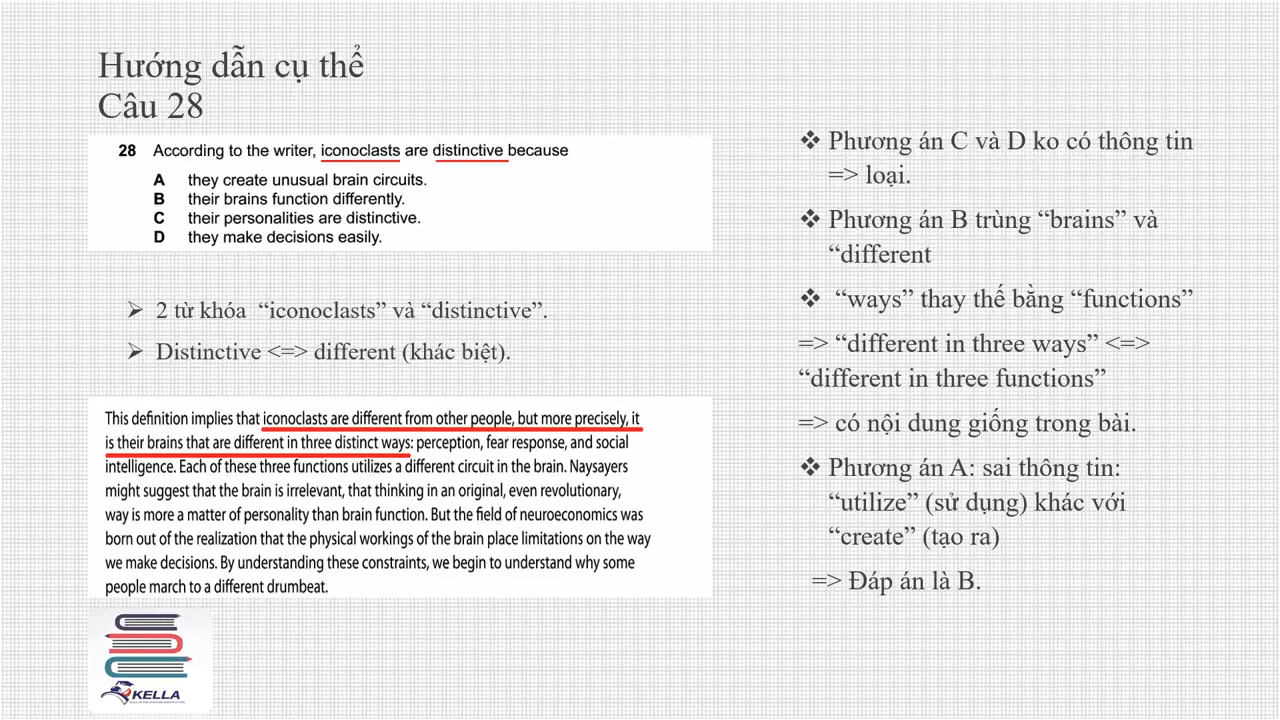 Hướng dẫn cụ thể
Câu 28
28 According to the writer, iconoclasts are distinctive because
A they create unusual brain circuits.
B their brains function differently.
C their personalities are distinctive.
D they make decisions easily.
➢ 2 từ khóa “iconoclasts” và “distinctive”.
➢ Distinctive <=> different (khác biệt).
This definition implies that iconoclasts are different from other people, but more precisely, it
is their brains that are different in three distinct ways: perception, fear response, and social
intelligence. Each of these three functions utilizes a different circuit in the brain. Naysayers
might suggest that the brain is irrelevant, that thinking in an original, even revolutionary,
way is more a matter of personality than brain function. But the field of neuroeconomics was
born out of the realization that the physical workings of the brain place limitations on the way
we make decisions. By understanding these constraints, we begin to understand why some
people march to a different drumbeat.
KELLA
❖ Phương án C và D ko có thông tin
=> loại.
❖ Phương án B trùng “brains” và
“different
❖ “ways” thay thế bằng “functions”
=> “different in three ways” <=>
“different in three functions”
=> có nội dung giống trong bài.
❖ Phương án A: sai thông tin:
“utilize” (sử dụng) khác với
“create” (tạo ra)
=> Đáp án là B.